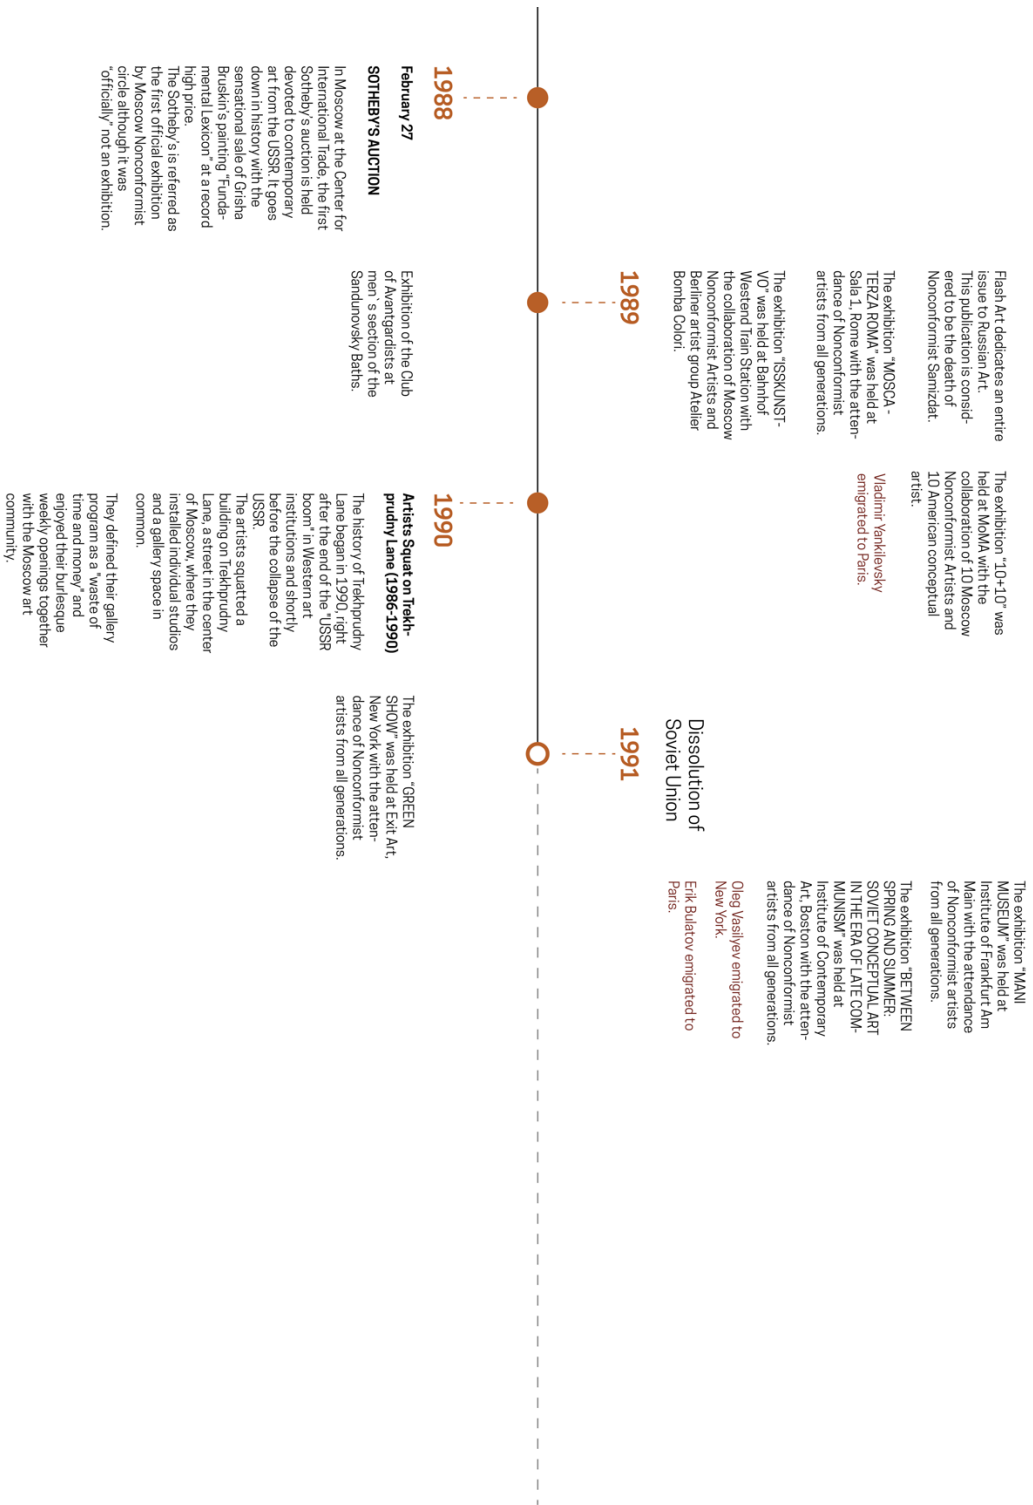 1988
February 27
SOTHEBY'S AUCTION
In Moscow at the Center for
International Trade, the first
Sotheby's auction is held
devoted to contemporary
art from the USSR. It goes
down in history with the
sensational sale of Grisha
Bruskin's painting "Funda-
mental Lexicon" at a record
high price.
The Sotheby's is referred as
the first official exhibition
by Moscow Nonconformist
circle although it was
"officially" not an exhibition.
Flash Art dedicates an entire
issue to Russian Art.
This publication is consid-
ered to be the death of
Nonconformist Samizdat.
The exhibition "MOSCA -
TERZA ROMA" was held at
Sala 1, Rome with the atten-
dance of Nonconformist
artists from all generations.
The exhibition "ISSKUNST-
VO" was held at Bahnhof
Westend Train Station with
the collaboration of Moscow
Nonconformist Artists and
Berliner artist group Atelier
Bomba Colori.
1989
Exhibition of the Club
of Avantgardists at
men`s section of the
Sandunovsky Baths.
The exhibition "10+10" was
held at MoMA with the
collaboration of 10 Moscow
Nonconformist Artists and
10 American conceptual
artist.
Vladimir Yankilevsky
emigrated to Paris.
1990
Artists Squat on Trekh-
prudny Lane (1986-1990)
The history of Trekhprudny
Lane began in 1990, right
after the end of the "USSR
boom" in Western art
institutions and shortly
before the collapse of the
USSR.
The artists squatted a
building on Trekhprudny
Lane, a street in the center
of Moscow, where they
installed individual studios
and a gallery space in
common.
They defined their gallery
program as a "waste of
time and money" and
enjoyed their burlesque
weekly openings together
with the Moscow art
community.
The exhibition "GREEN
SHOW" was held at Exit Art,
New York with the atten-
dance of Nonconformist
artists from all generations.
Dissolution of
Soviet Union
1991
The exhibition "MANI
MUSEUM" was held at
Institute of Frankfurt Am
Main with the attendance
of Nonconformist artists
from all generations.
The exhibition "BETWEEN
SPRING AND SUMMER:
SOVIET CONCEPTUAL ART
IN THE ERA OF LATE COM-
MUNISM" was held at
Institute of Contemporary
Art, Boston with the atten-
dance of Nonconformist
artists from all generations.
Oleg Vasilyev emigrated to
New York.
Erik Bulatov emigrated to
Paris.